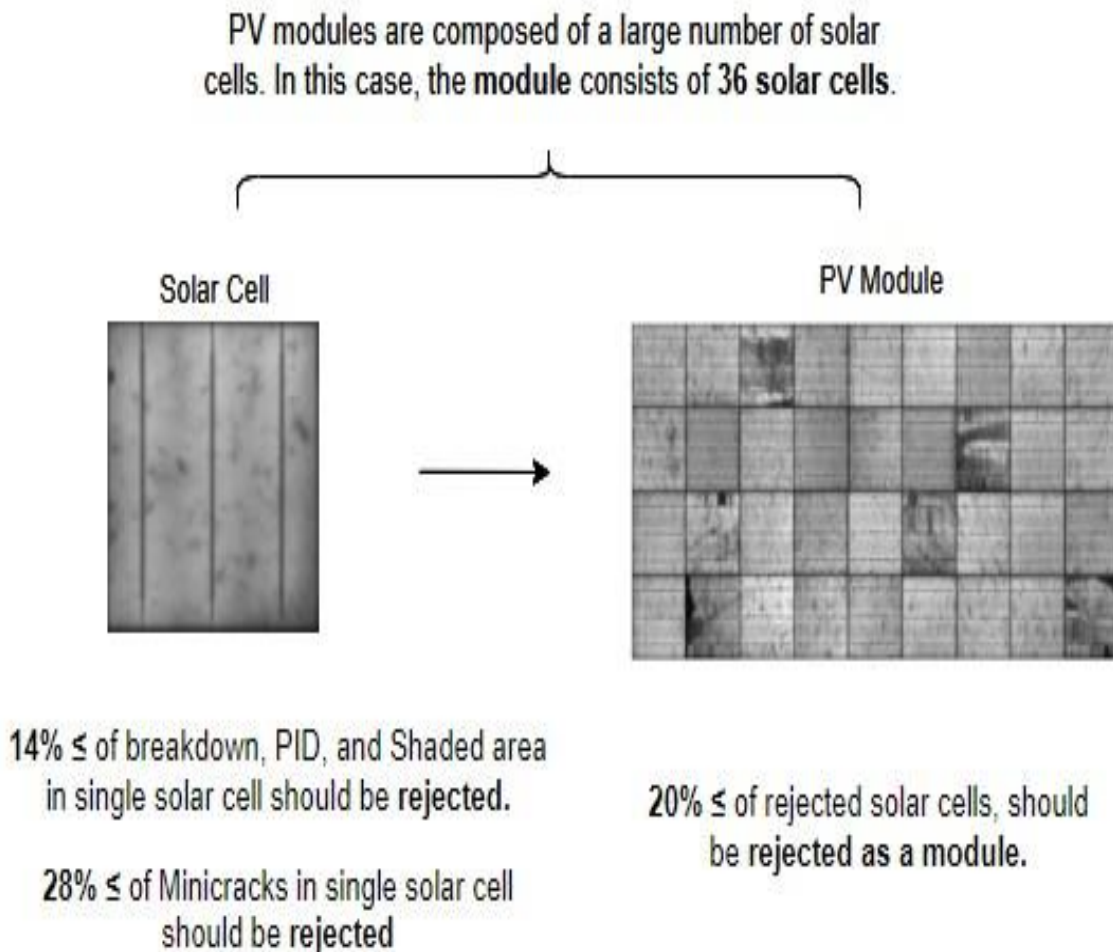 PV modules are composed of a large number of solar
cells. In this case, the module consists of 36 solar cells.
Solar Cell
PV Module
14% ≤ of breakdown, PID, and Shaded area
in single solar cell should be rejected.
28% ≤ of Minicracks in single solar cell
should be rejected
20% ≤ of rejected solar cells, should
be rejected as a module.